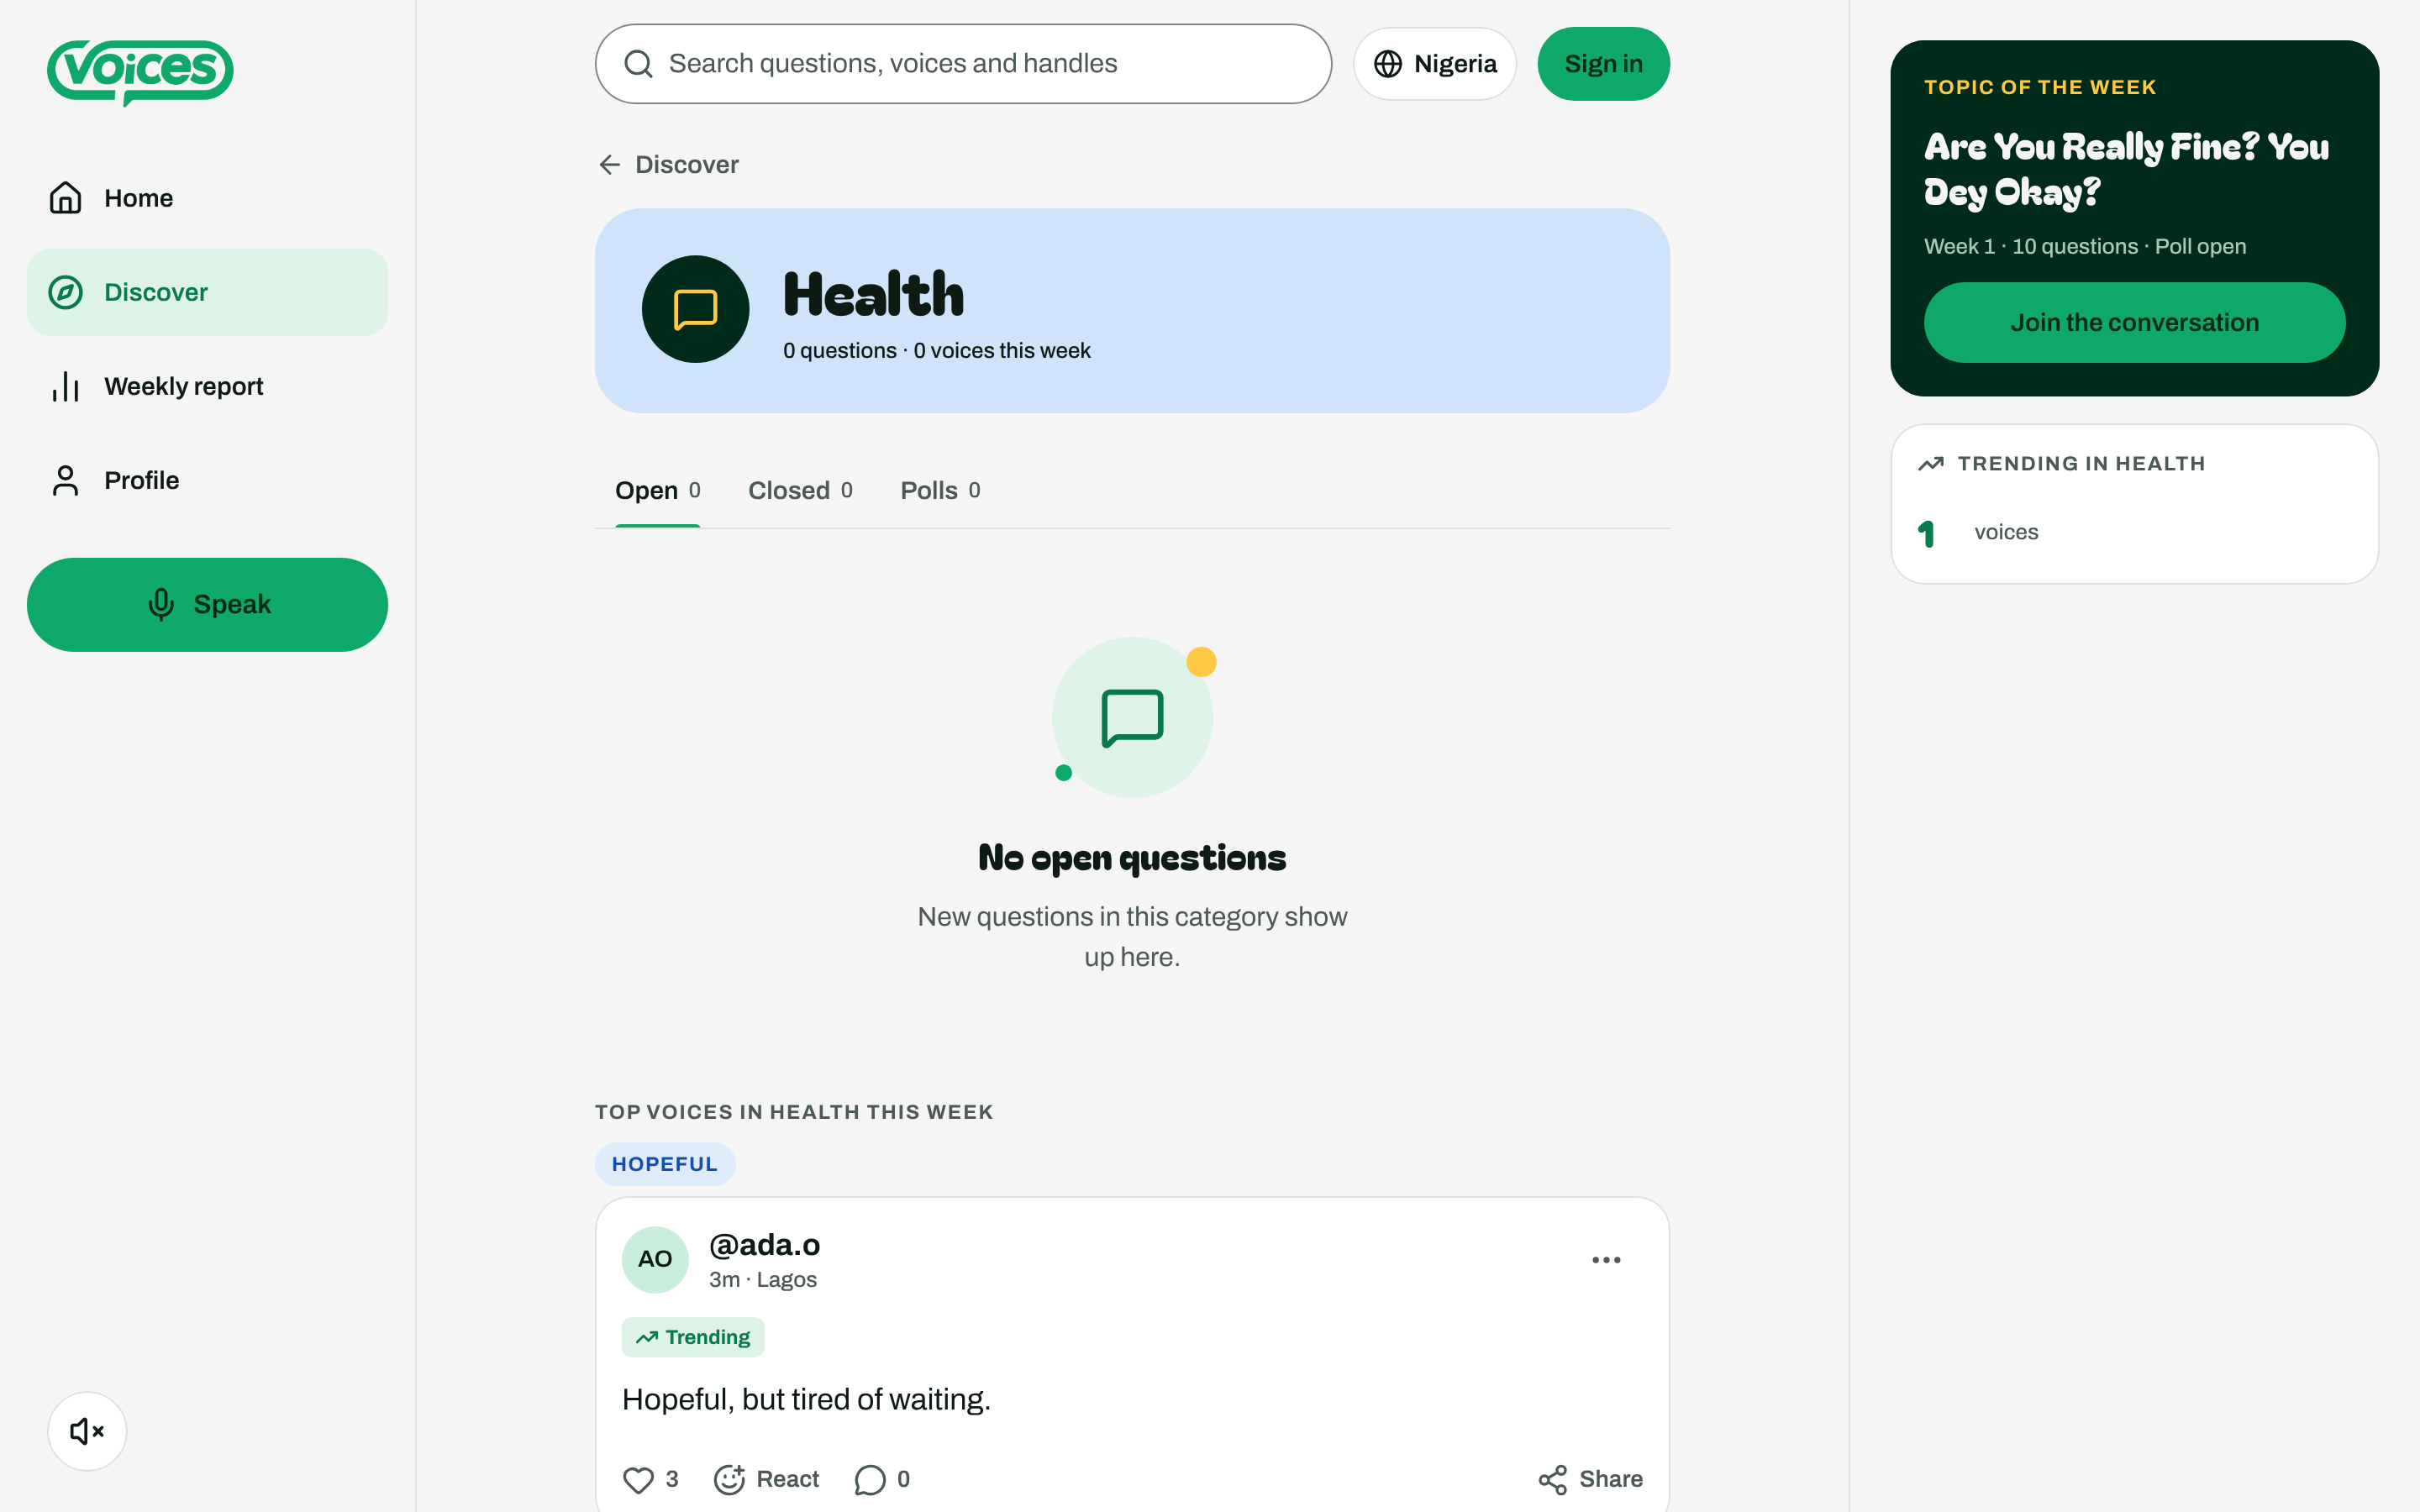 voices
Home
Discover
Weekly report
Profile
Speak
Search questions, voices and handles
Nigeria
Sign in
Discover
Health
0 questions · 0 voices this week
Open 0
Closed 0
Polls 0
No open questions
New questions in this category show
up here.
TOP VOICES IN HEALTH THIS WEEK
HOPEFUL
AO
@ada.o
3m · Lagos
Trending
Hopeful, but tired of waiting.
3
React
0
Share
TOPIC OF THE WEEK
Are You Really Fine? You
Dey Okay?
Week 1 · 10 questions · Poll open
Join the conversation
TRENDING IN HEALTH
1 voices